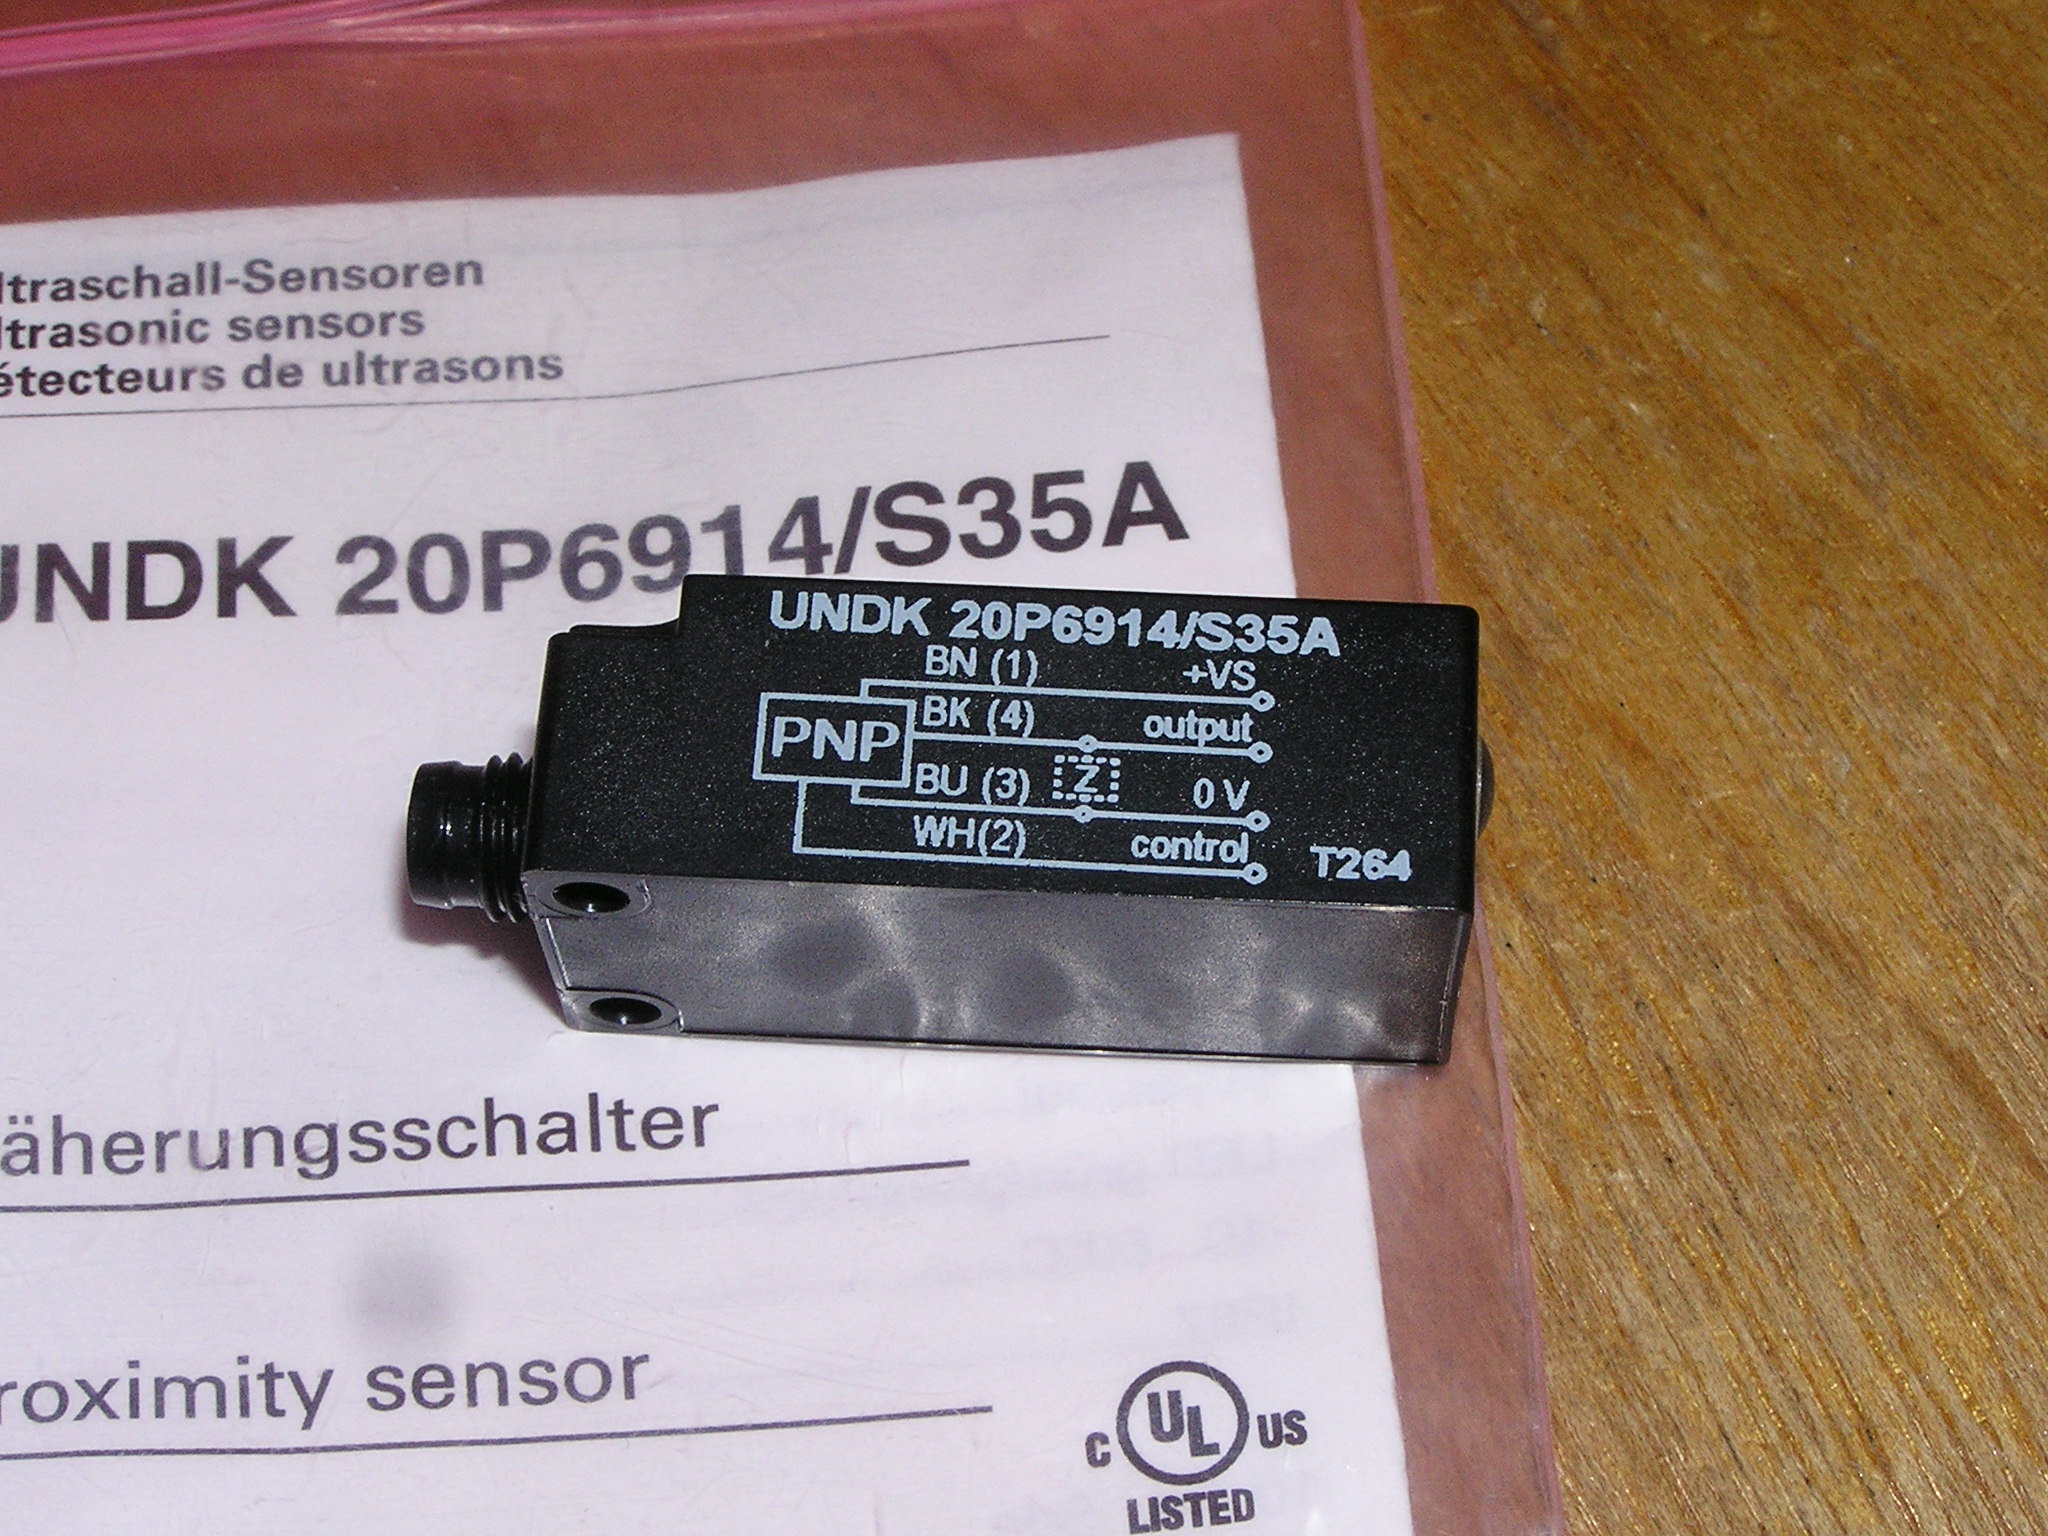 ltraschall-Sensoren
ltrasonic sensors
étecteurs de ultrasons
UNDK 20P6914/S35A
UNDK 20P6914/S35A
BN (1) +VS
PNP
BK (4) output
Z
BU (3) 0 V
WH(2) control
T264
äherungsschalter
roximity sensor
C UL US
LISTED